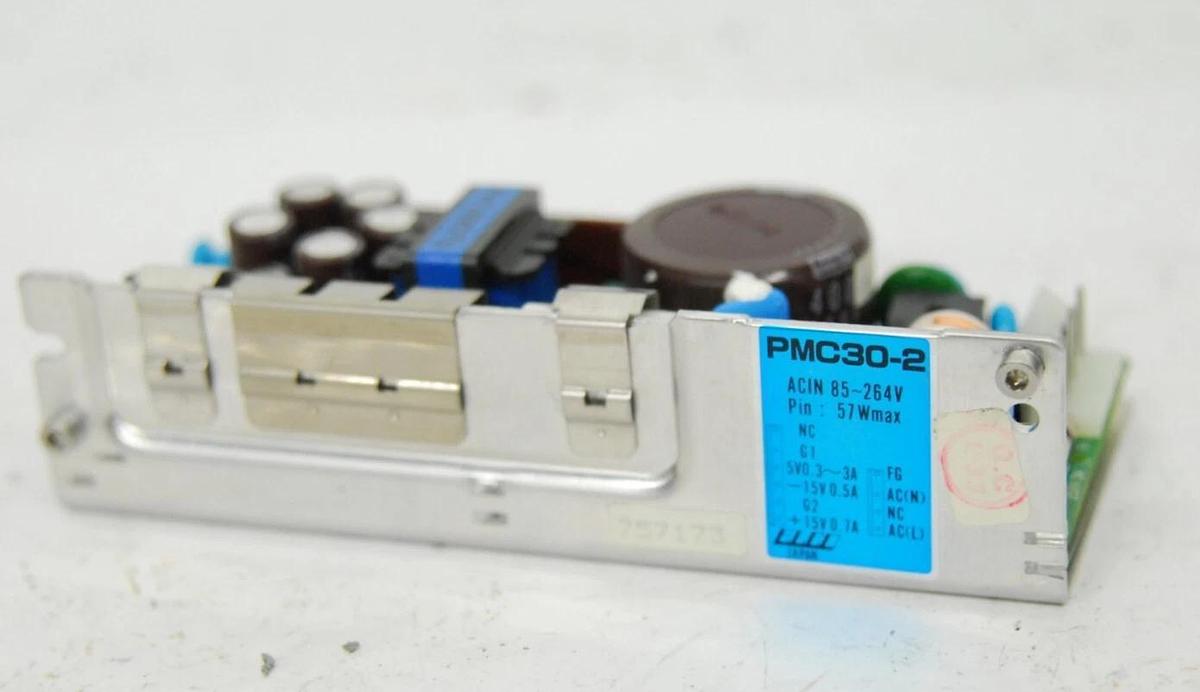 PMC30-2
ACIN 85~264V
Pin : 57Wmax
NC
G1
5V0.3~3A
-15V0.5A
G2
+15V0.7A
FG
AC(N)
NC
AC(L)
JAPAN
757173